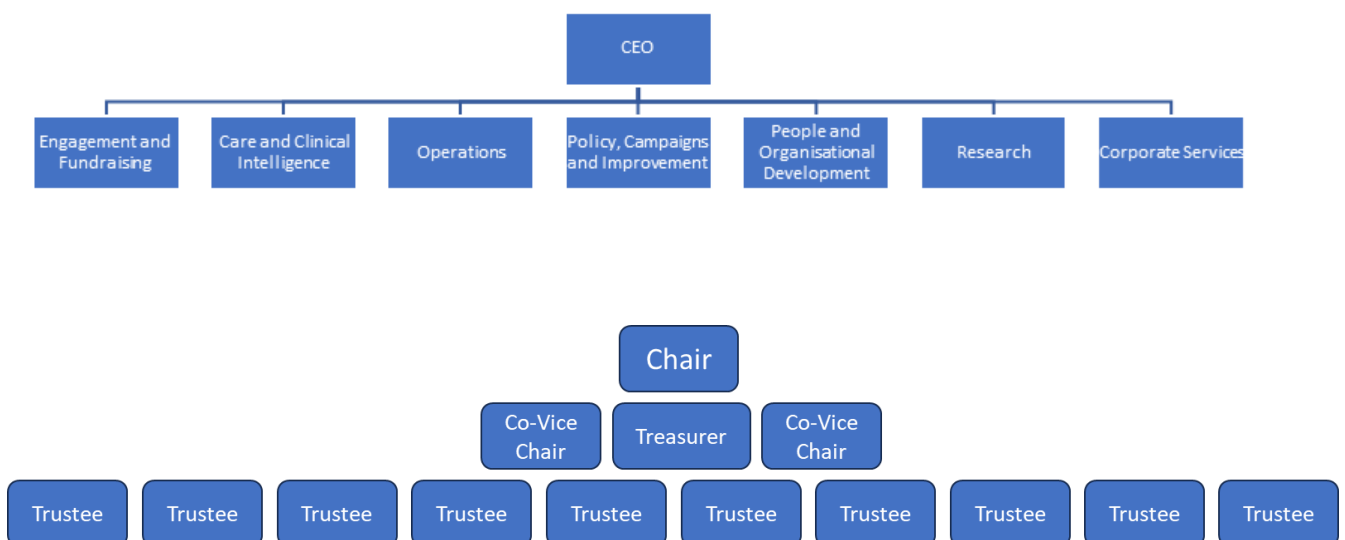 CEO
Engagement and
Fundraising
Care and Clinical
Intelligence
Operations
Policy, Campaigns
and Improvement
People and
Organisational
Development
Research
Corporate Services
Chair
Co-Vice
Chair
Treasurer
Co-Vice
Chair
Trustee
Trustee
Trustee
Trustee
Trustee
Trustee
Trustee
Trustee
Trustee
Trustee